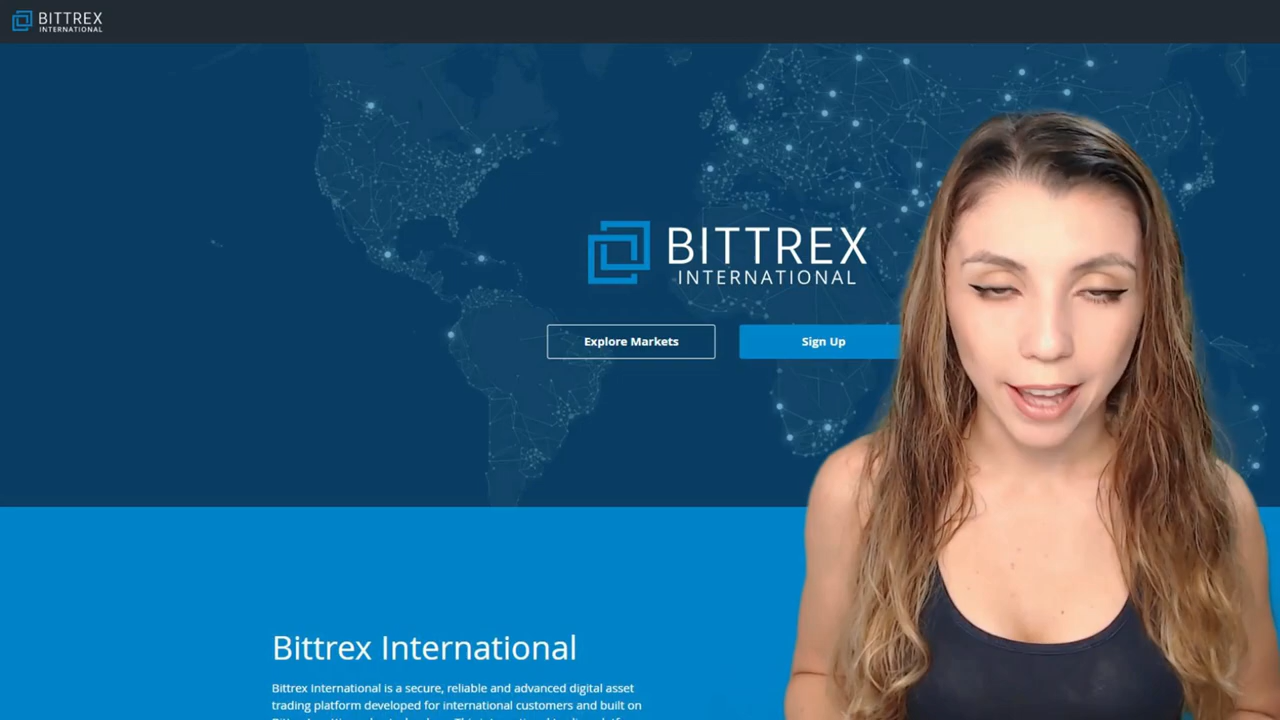 BITTREX
INTERNATIONAL
BITTREX
INTERNATIONAL
Explore Markets
Sign Up
Bittrex International
Bittrex International is a secure, reliable and advanced digital asset
trading platform developed for international customers and built on